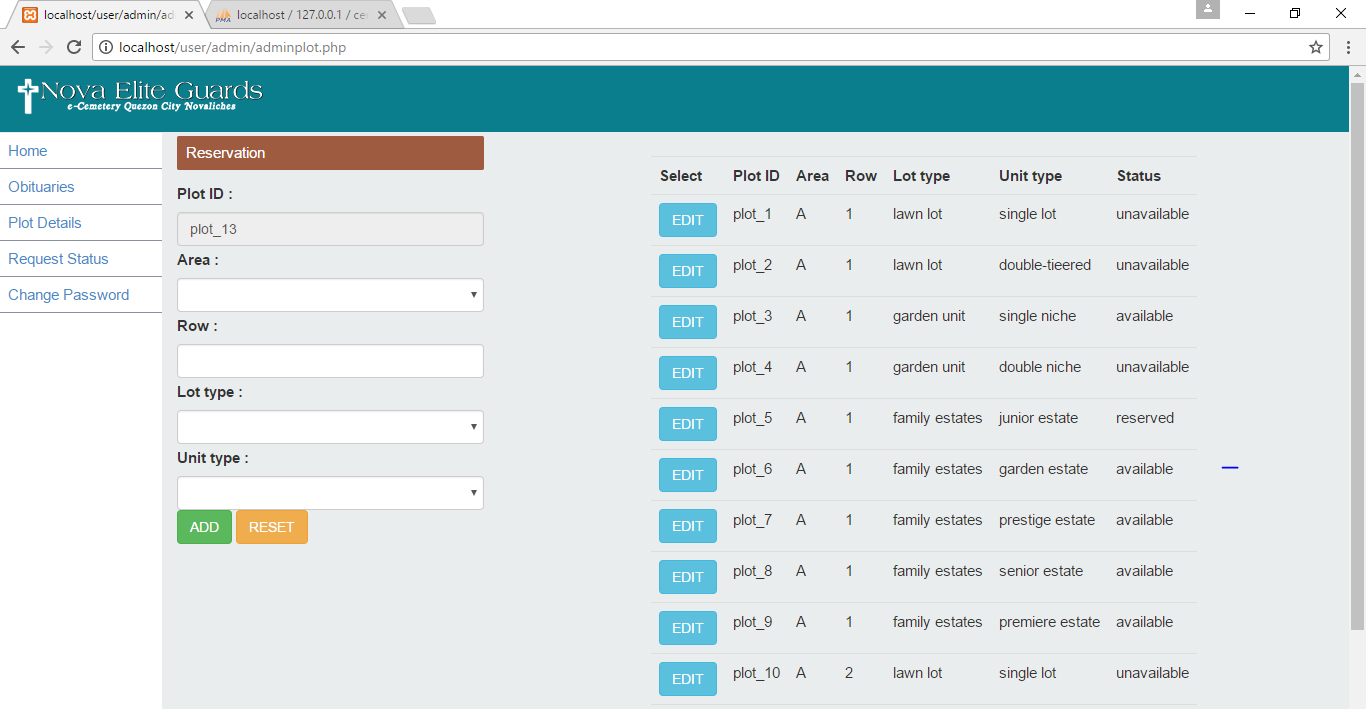 localhost/user/admin/ad
localhost / 127.0.0.1 / ce
localhost/user/admin/adminplot.php
Nova Elite Guards
e-Cemetery Quezon City Novaliches
Home
Obituaries
Plot Details
Request Status
Change Password
Reservation
Plot ID :
plot_13
Area :
Row :
Lot type :
Unit type :
ADD RESET
Select Plot ID Area Row Lot type Unit type Status
EDIT plot_1 A 1 lawn lot single lot unavailable
EDIT plot_2 A 1 lawn lot double-tieered unavailable
EDIT plot_3 A 1 garden unit single niche available
EDIT plot_4 A 1 garden unit double niche unavailable
EDIT plot_5 A 1 family estates junior estate reserved
EDIT plot_6 A 1 family estates garden estate available
EDIT plot_7 A 1 family estates prestige estate available
EDIT plot_8 A 1 family estates senior estate available
EDIT plot_9 A 1 family estates premiere estate available
EDIT plot_10 A 2 lawn lot single lot unavailable